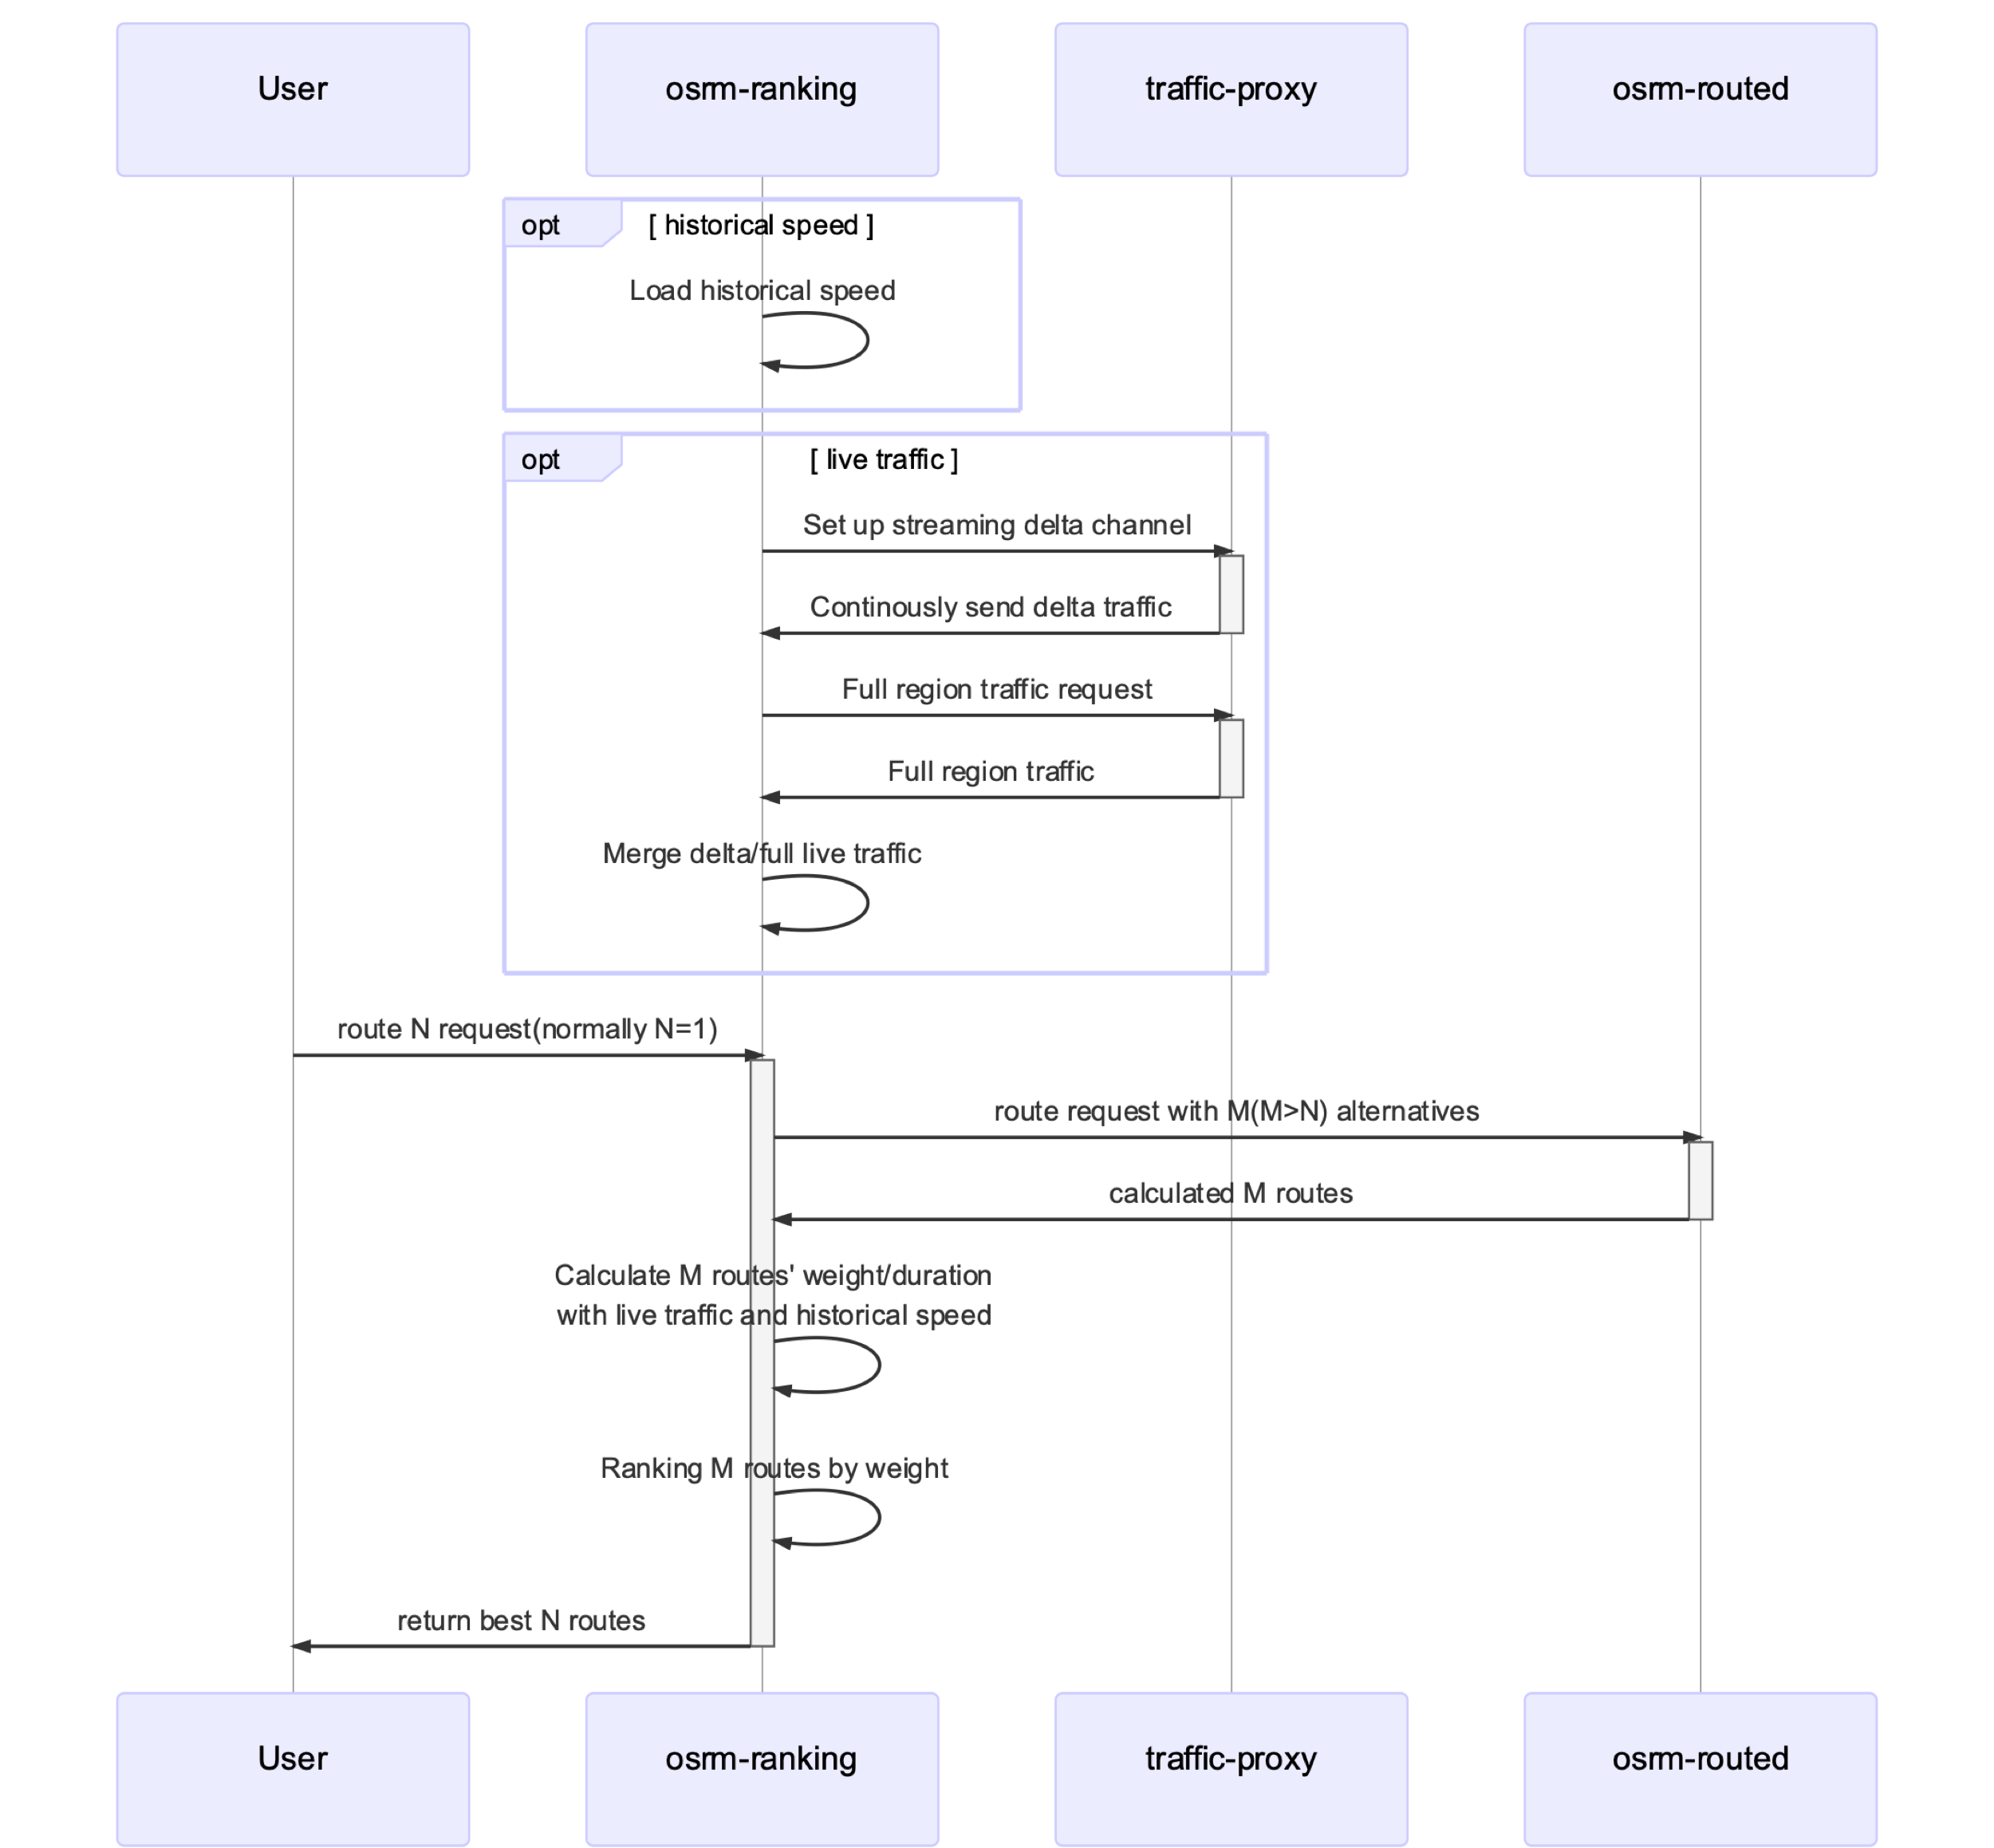 User
osrm-ranking
traffic-proxy
osrm-routed
opt
[ historical speed ]
Load historical speed
opt
[ live traffic ]
Set up streaming delta channel
Continously send delta traffic
Full region traffic request
Full region traffic
Merge delta/full live traffic
route N request(normally N=1)
route request with M(M>N) alternatives
calculated M routes
Calculate M routes' weight/duration
with live traffic and historical speed
Ranking M routes by weight
return best N routes
User
osrm-ranking
traffic-proxy
osrm-routed